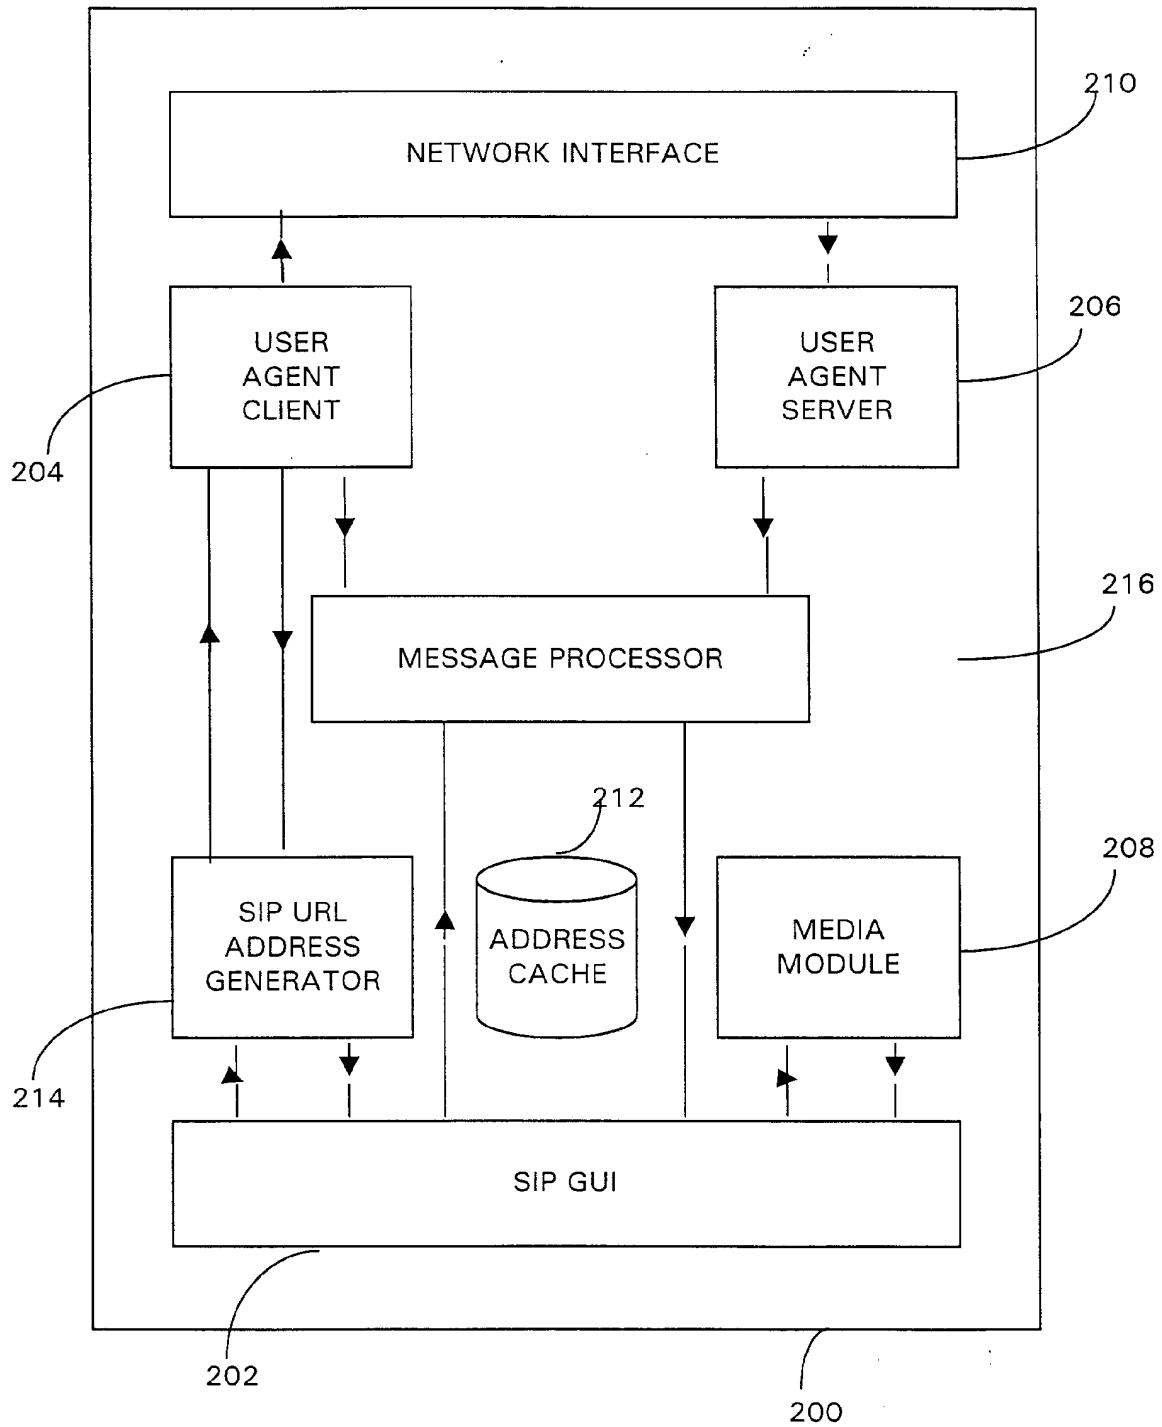 210
NETWORK INTERFACE
206
USER
AGENT
CLIENT
USER
AGENT
SERVER
204
216
MESSAGE PROCESSOR
212
208
SIP URL
ADDRESS
GENERATOR
ADDRESS
CACHE
MEDIA
MODULE
214
SIP GUI
202
200